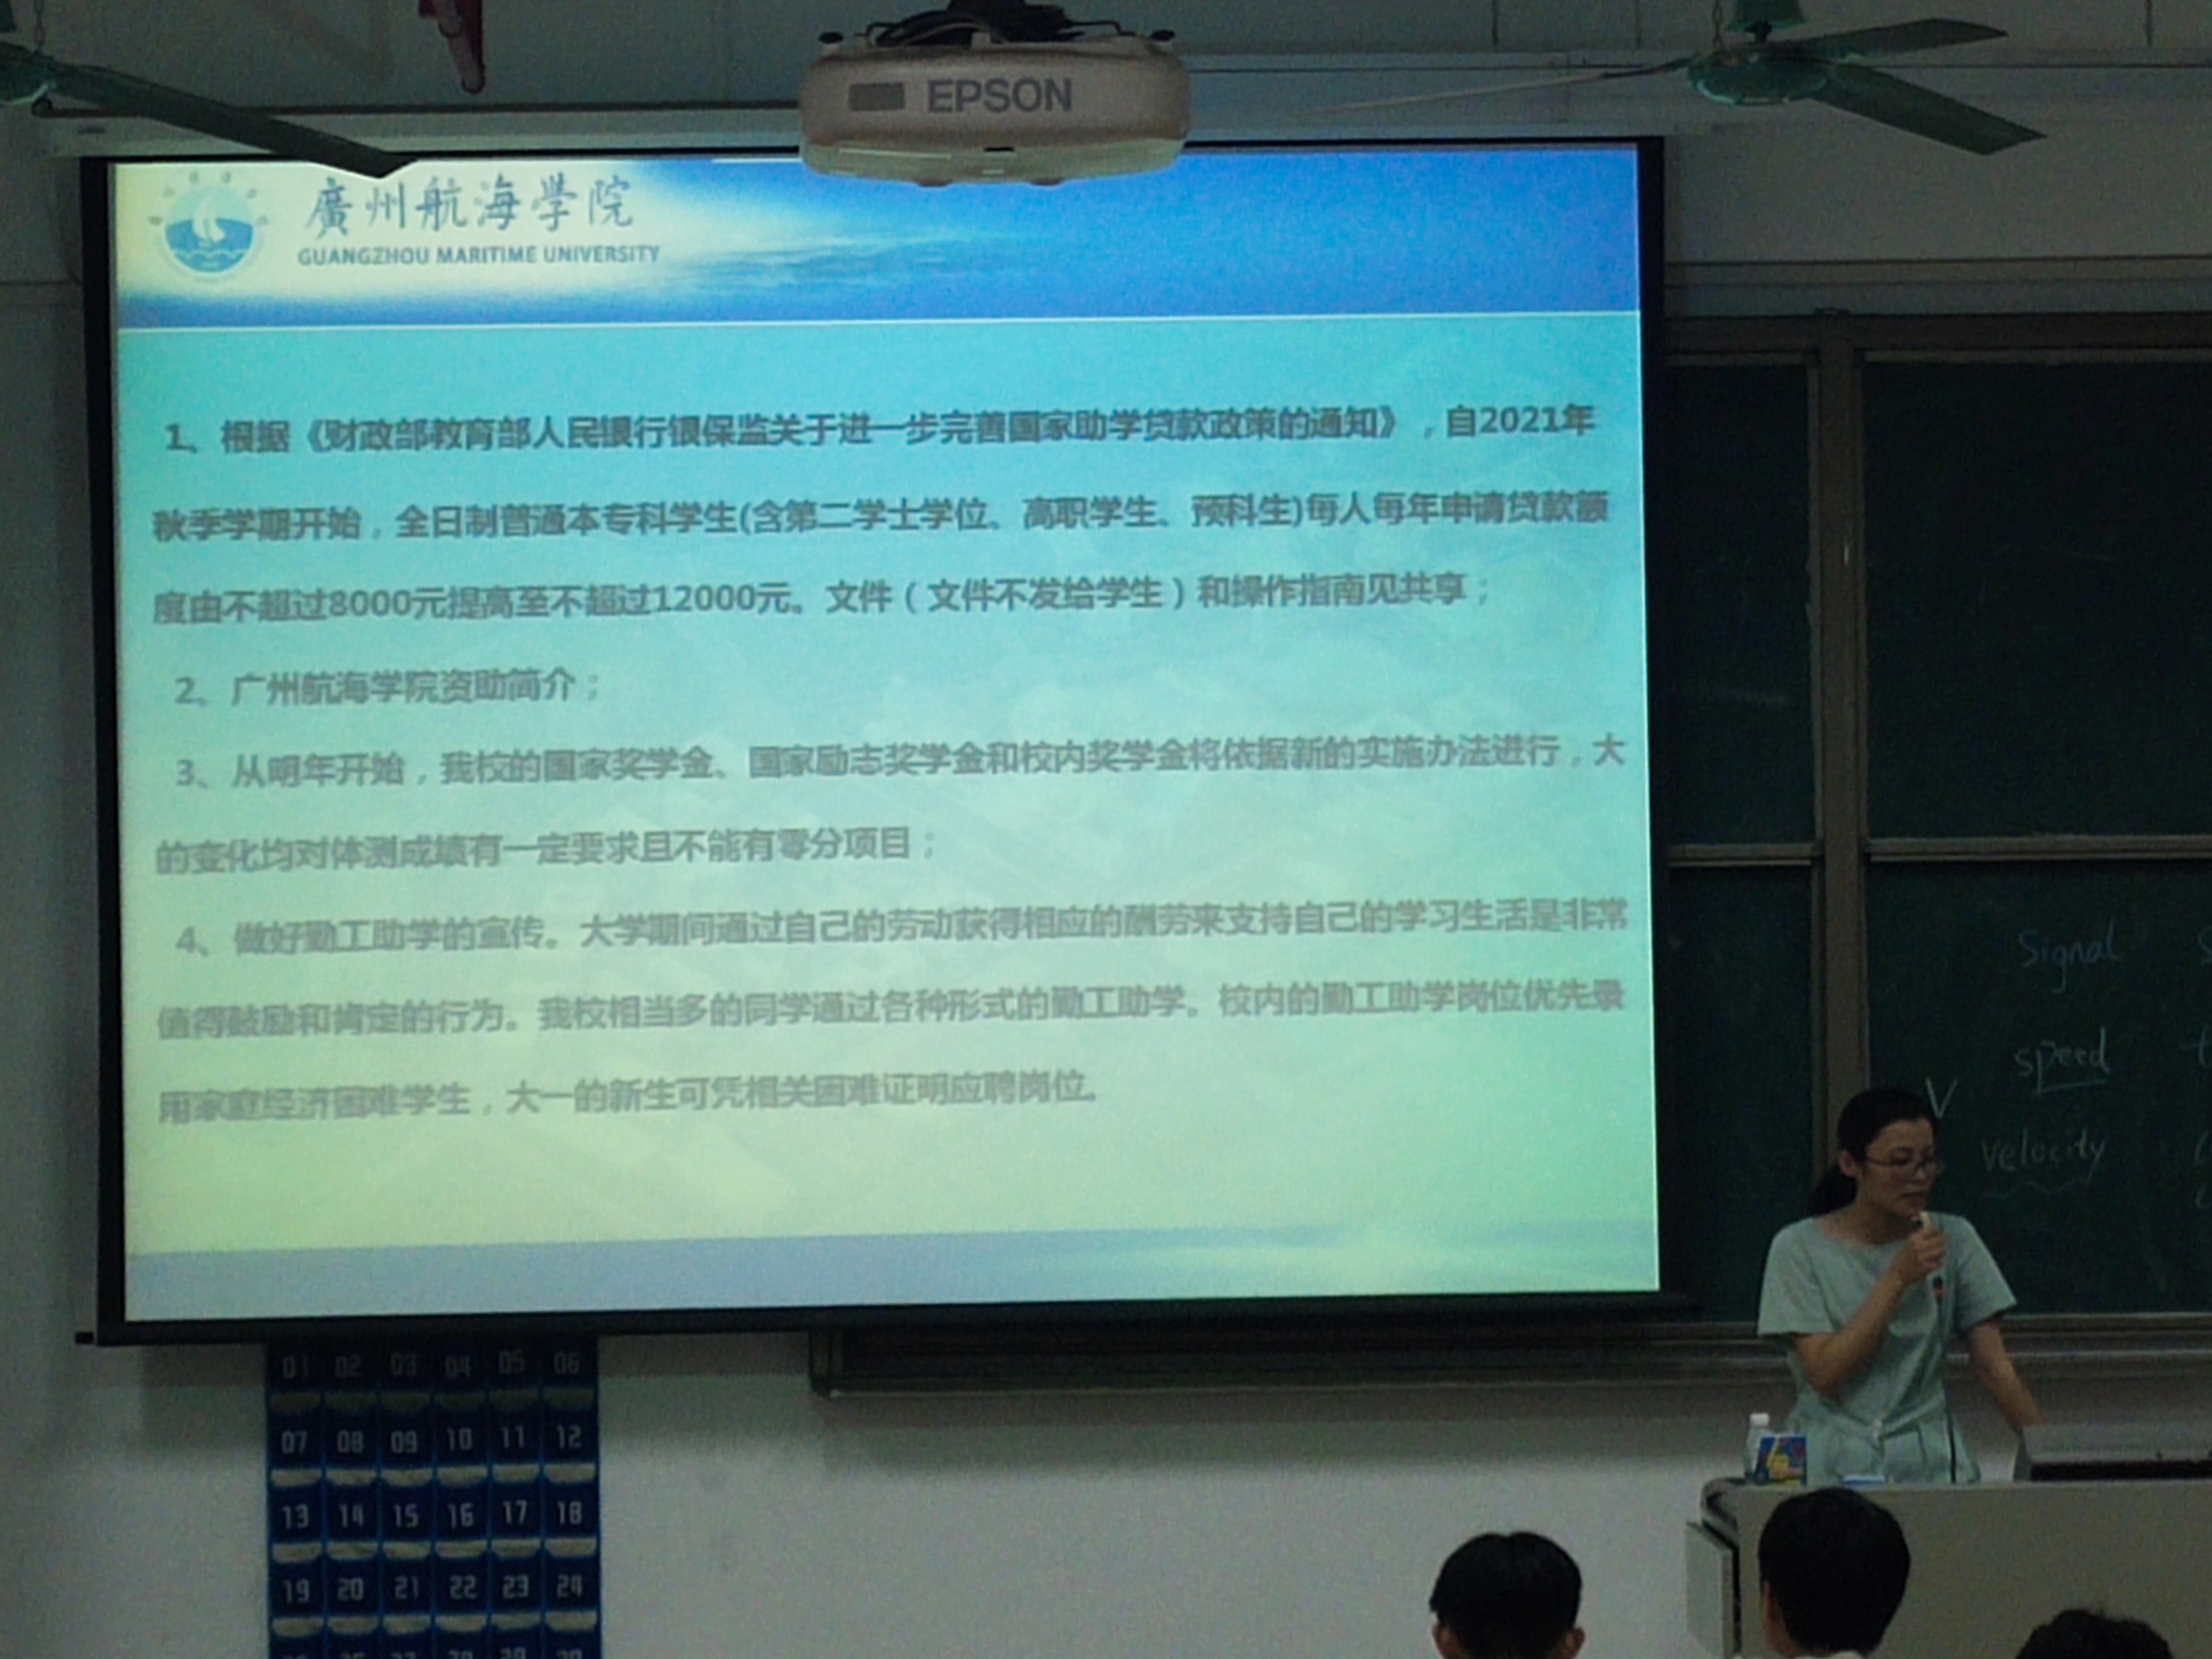 EPSON
廣州航海學院
GUANGZHOU MARITIME UNIVERSITY
1、根据《财政部教育部人民银行银保监关于进一步完善国家助学贷款政策的通知》，自2021年
秋季学期开始，全日制普通本专科学生(含第二学士学位、高职学生、预科生)每人每年申请贷款额
度由不超过8000元提高至不超过12000元。文件（文件不发给学生）和操作指南见共享；
2、广州航海学院资助简介；
3、从明年开始，我校的国家奖学金、国家励志奖学金和校内奖学金将依据新的实施办法进行，大
的变化均对体测成绩有一定要求且不能有零分项目；
4、做好勤工助学的宣传。大学期间通过自己的劳动获得相应的酬劳来支持自己的学习生活是非常
值得鼓励和肯定的行为。我校相当多的同学通过各种形式的勤工助学。校内的勤工助学岗位优先录
用家庭经济困难学生，大一的新生可凭相关困难证明应聘岗位。
Signal
speed
V
velocity
01 02 03 04 05 06
07 08 09 10 11 12
13 14 15 16 17 18
19 20 21 22 23 24